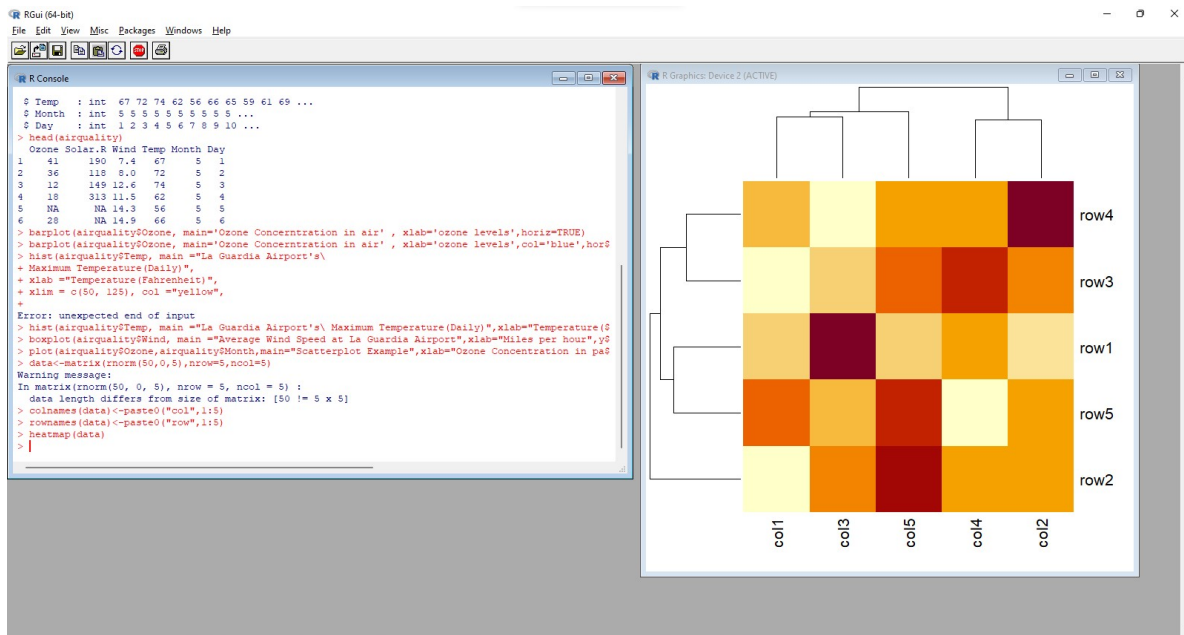 RGui (64-bit)
File Edit View Misc Packages Windows Help
STOP
R Console
 $ Temp   : int  67 72 74 62 56 66 65 59 61 69 ...
 $ Month  : int  5 5 5 5 5 5 5 5 5 5 ...
 $ Day    : int  1 2 3 4 5 6 7 8 9 10 ...
> head(airquality)
  Ozone Solar.R Wind Temp Month Day
1    41     190  7.4   67     5   1
2    36     118  8.0   72     5   2
3    12     149 12.6   74     5   3
4    18     313 11.5   62     5   4
5    NA      NA 14.3   56     5   5
6    28      NA 14.9   66     5   6
> barplot(airquality$Ozone, main='Ozone Concerntration in air' , xlab='ozone levels',horiz=TRUE)
> barplot(airquality$Ozone, main='Ozone Concerntration in air' , xlab='ozone levels',col='blue',hor$
> hist(airquality$Temp, main ="La Guardia Airport's\
+ Maximum Temperature(Daily)",
+ xlab ="Temperature(Fahrenheit)",
+ xlim = c(50, 125), col ="yellow",
+
Error: unexpected end of input
> hist(airquality$Temp, main ="La Guardia Airport's\ Maximum Temperature(Daily)",xlab="Temperature($
> boxplot(airquality$Wind, main ="Average Wind Speed at La Guardia Airport",xlab="Miles per hour",y$
> plot(airquality$Ozone,airquality$Month,main="Scatterplot Example",xlab="Ozone Concentration in pa$
> data<-matrix(rnorm(50,0,5),nrow=5,ncol=5)
Warning message:
In matrix(rnorm(50, 0, 5), nrow = 5, ncol = 5) :
  data length differs from size of matrix: [50 != 5 x 5]
> colnames(data)<-paste0("col",1:5)
> rownames(data)<-paste0("row",1:5)
> heatmap(data)
>
R Graphics: Device 2 (ACTIVE)
row4
row3
row1
row5
row2
col1
col3
col5
col4
col2